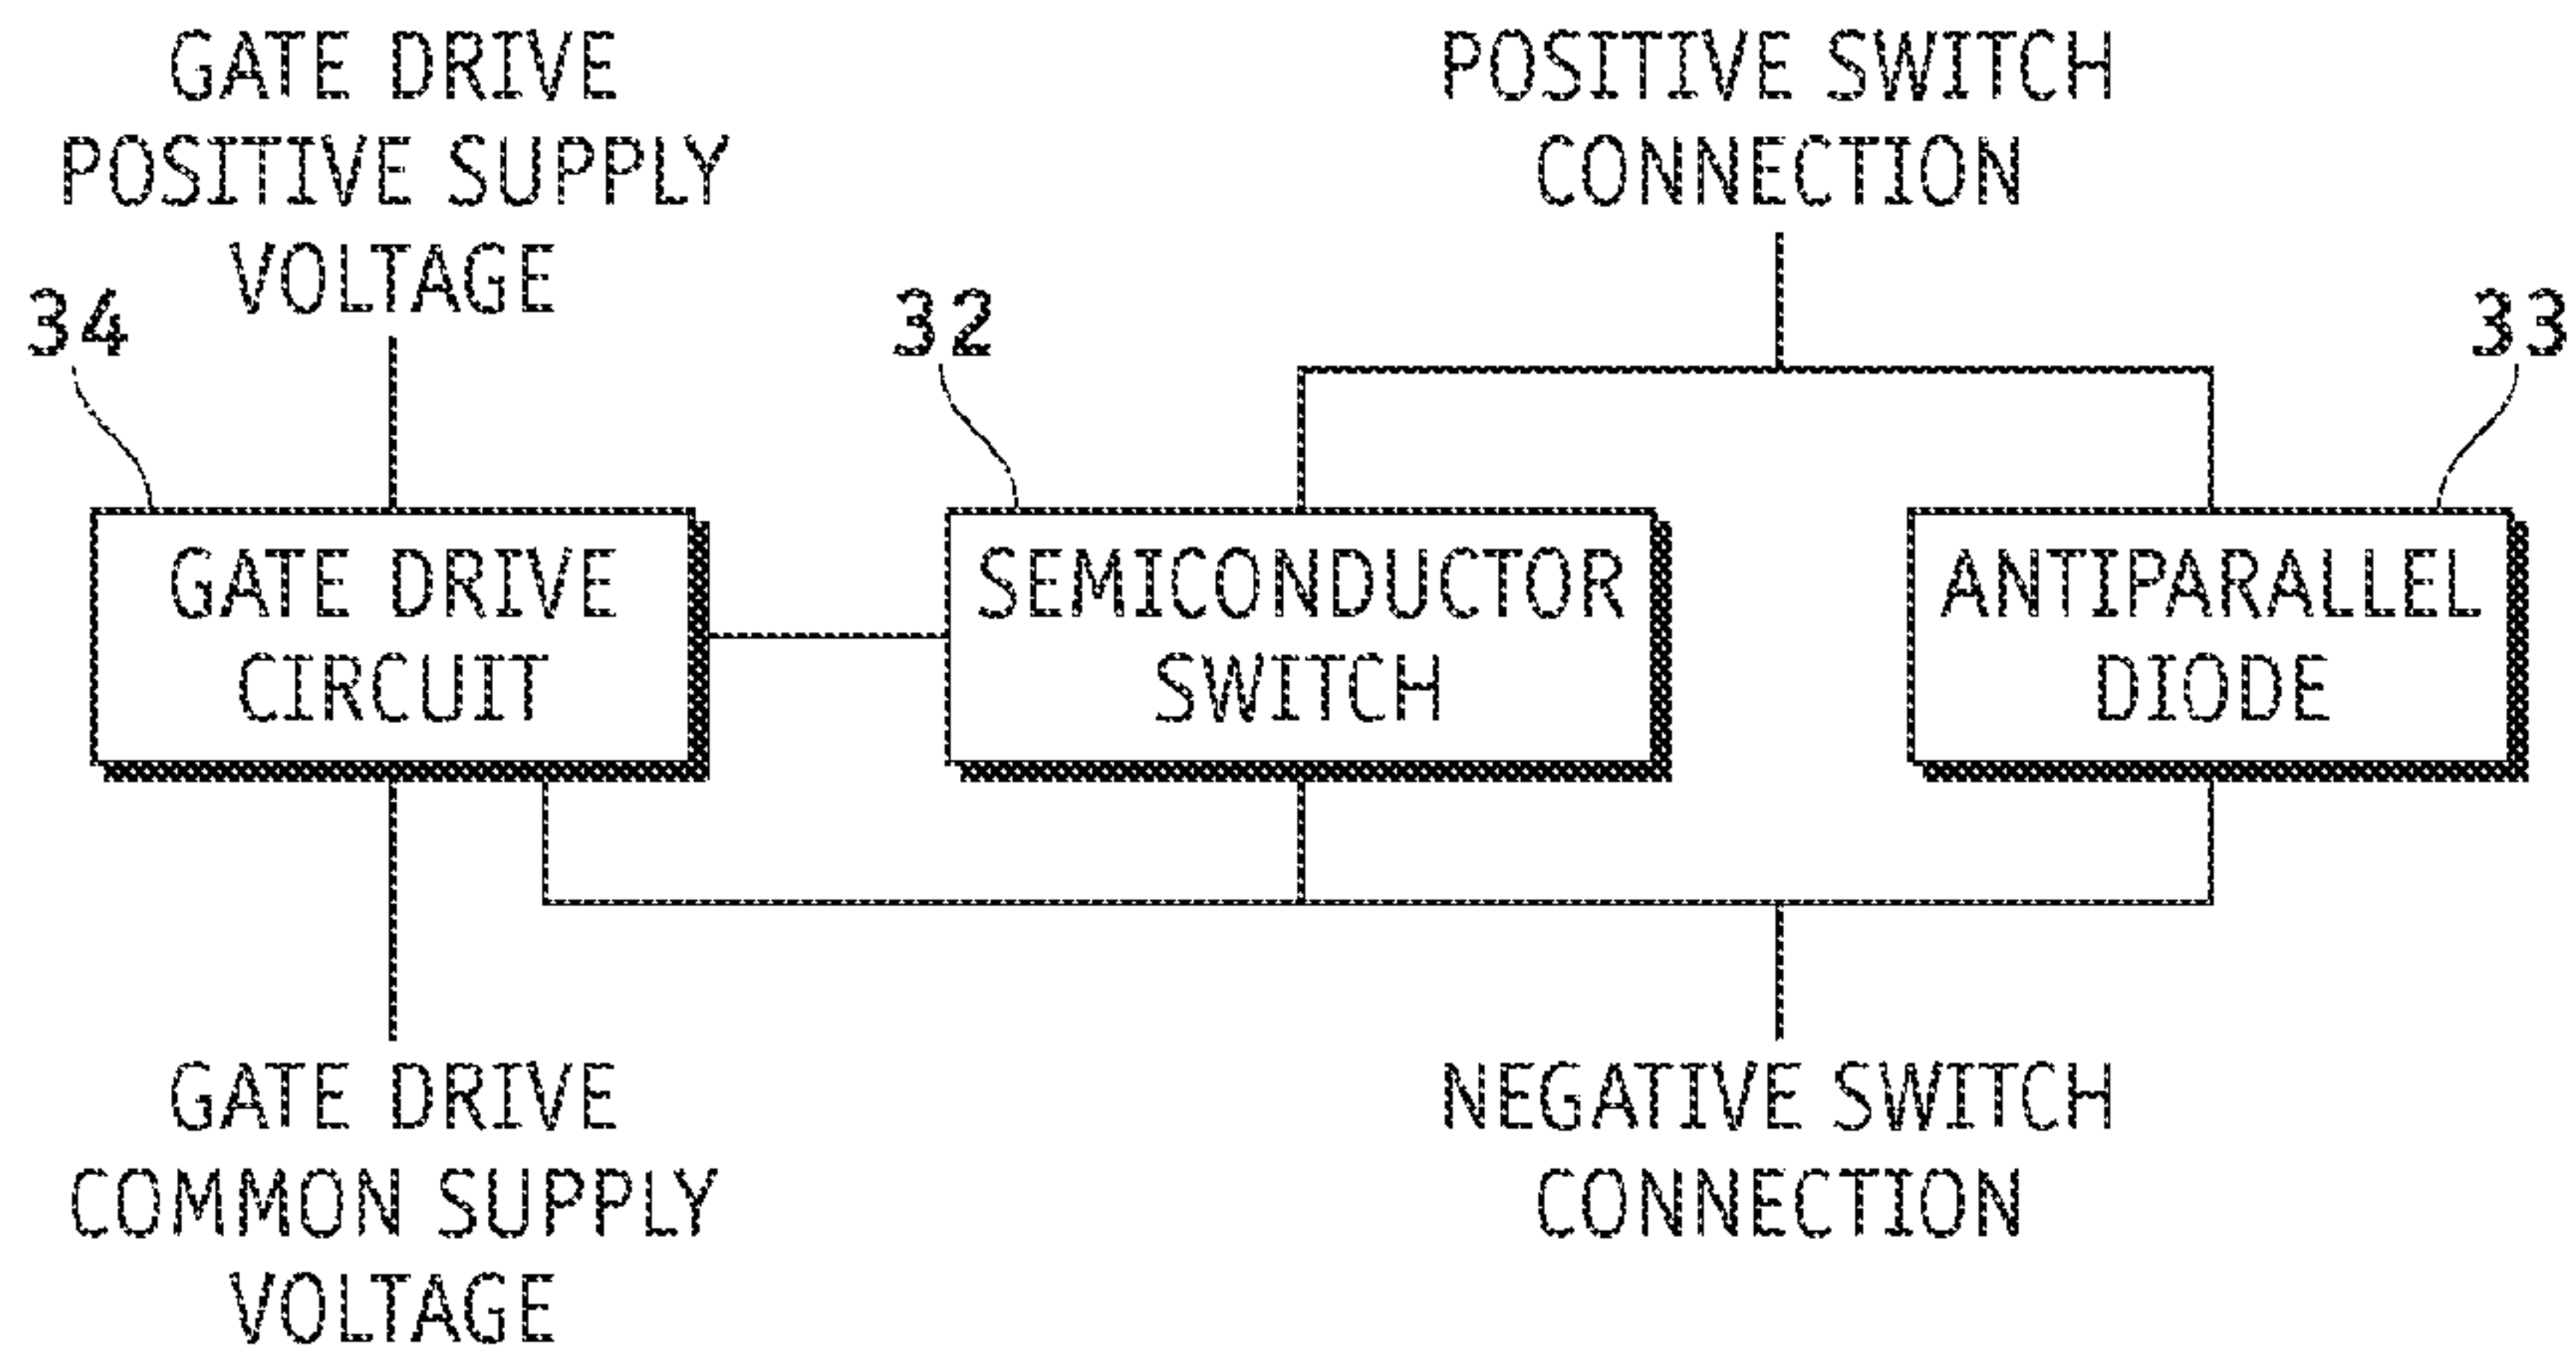 GATE DRIVE
POSITIVE SUPPLY
VOLTAGE
POSITIVE SWITCH
CONNECTION
34
32
33
GATE DRIVE
CIRCUIT
SEMICONDUCTOR
SWITCH
ANTIPARALLEL
DIODE
GATE DRIVE
COMMON SUPPLY
VOLTAGE
NEGATIVE SWITCH
CONNECTION